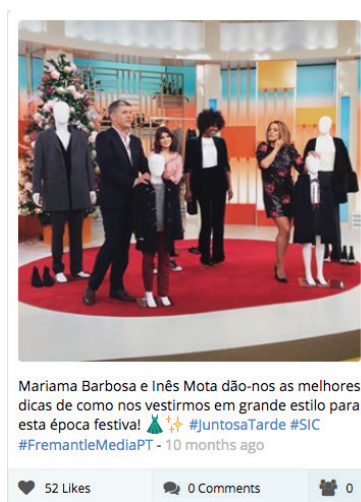 Mariama Barbosa e Inês Mota dão-nos as melhores
dicas de como nos vestirmos em grande estilo para
esta época festiva! 👗✨ #JuntosaTarde #SIC
#FremantleMediaPT - 10 months ago
52 Likes 0 Comments 0